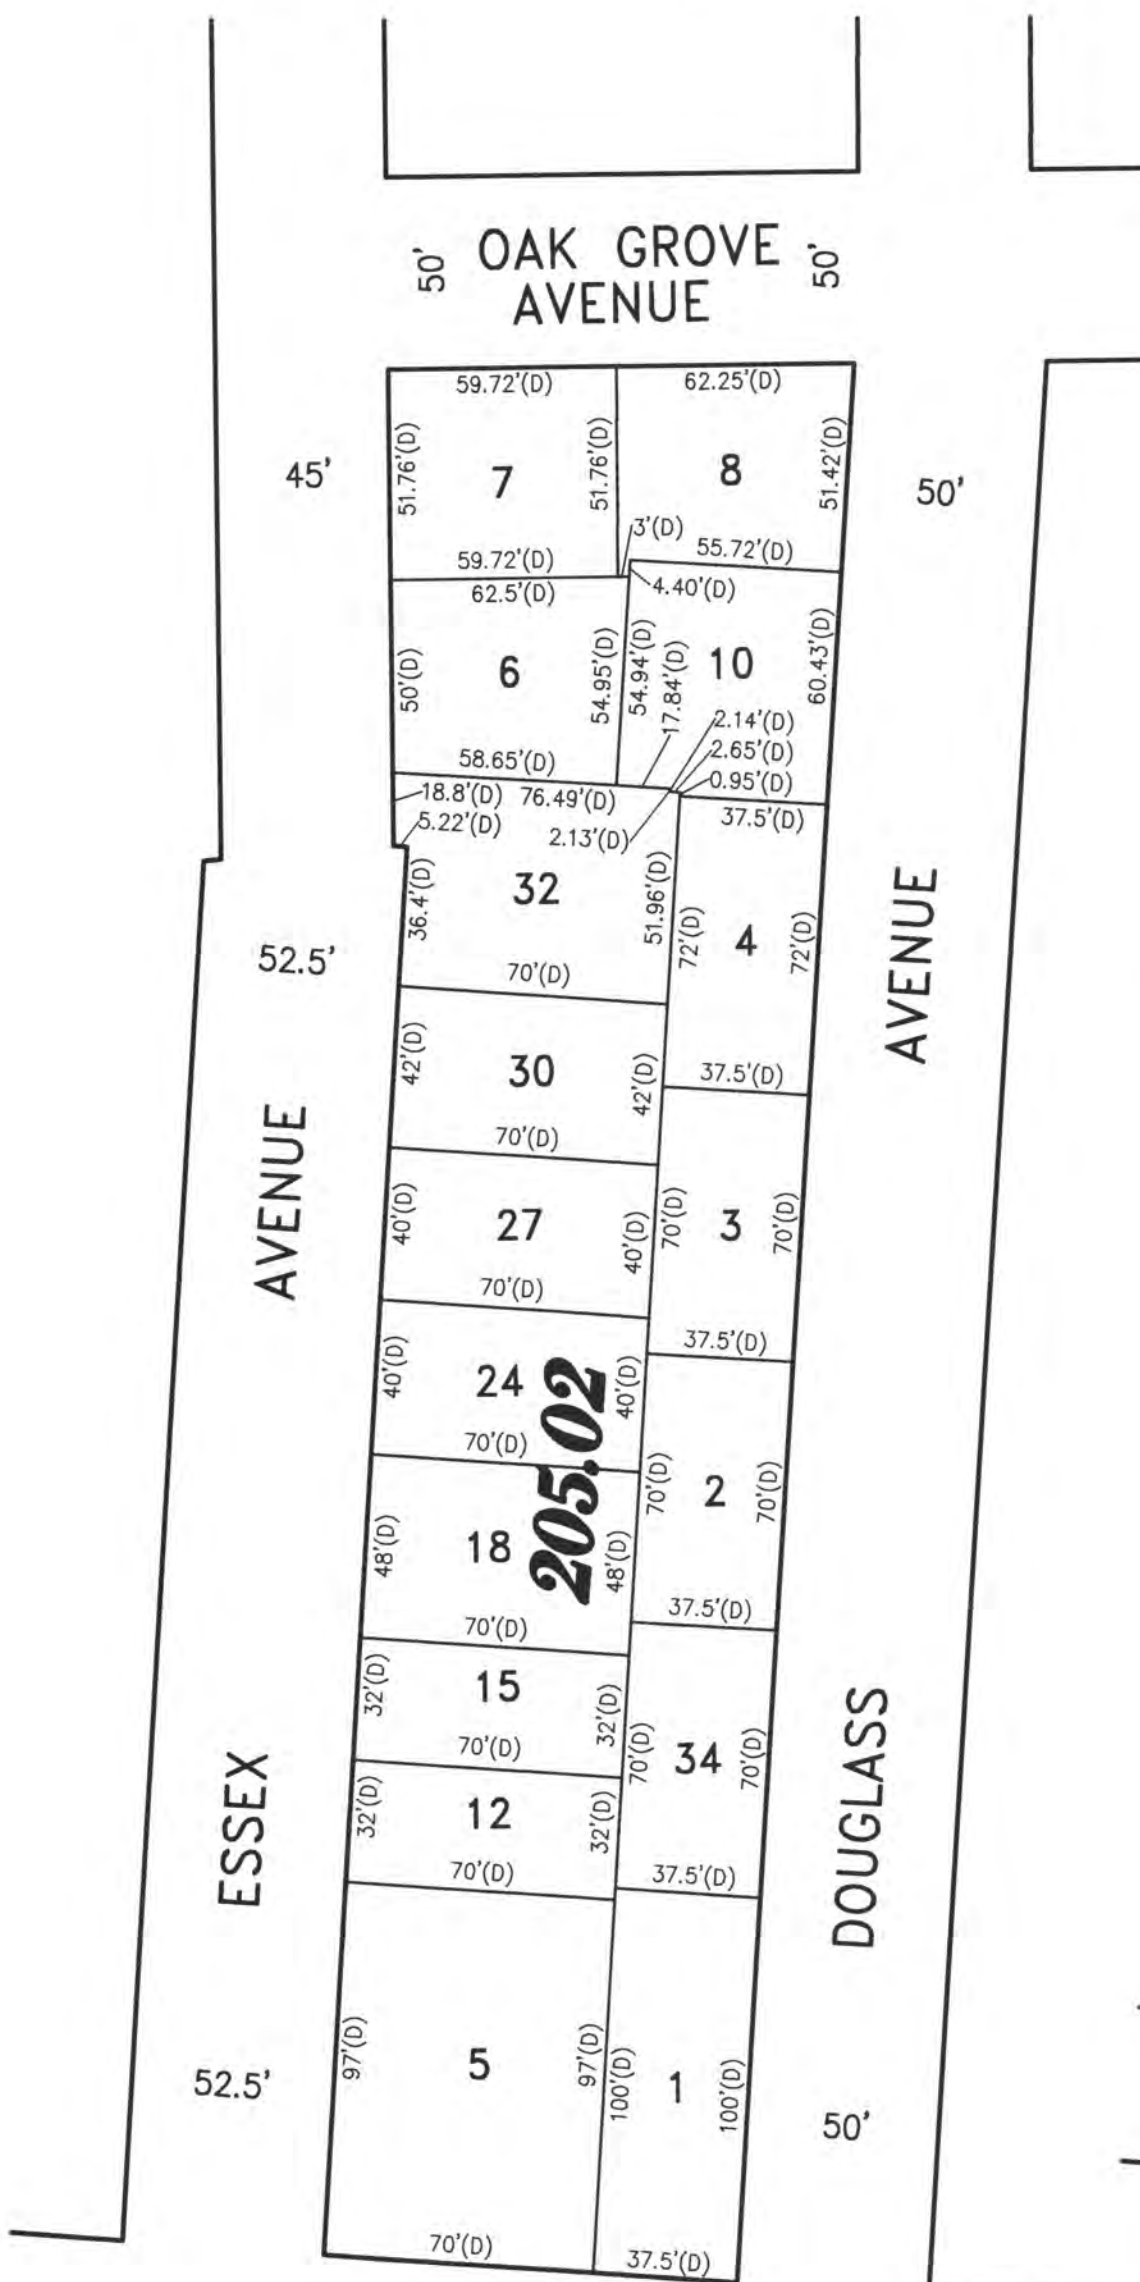 50'
OAK GROVE
AVENUE
50'
59.72'(D)
62.25'(D)
51.76'(D)
7
51.76'(D)
8
51.42'(D)
45'
50'
3'(D)
59.72'(D)
55.72'(D)
62.5'(D)
4.40'(D)
50'(D)
6
54.95'(D)
54.94'(D)
17.84'(D)
10
60.43'(D)
2.14'(D)
2.65'(D)
0.95'(D)
58.65'(D)
18.8'(D)
76.49'(D)
5.22'(D)
2.13'(D)
37.5'(D)
36.4'(D)
32
51.96'(D)
72'(D)
4
72'(D)
52.5'
70'(D)
AVENUE
42'(D)
30
42'(D)
37.5'(D)
70'(D)
AVENUE
40'(D)
27
40'(D)
70'(D)
3
70'(D)
70'(D)
37.5'(D)
40'(D)
24
40'(D)
70'(D)
205.02
70'(D)
2
70'(D)
48'(D)
18
48'(D)
37.5'(D)
70'(D)
32'(D)
15
32'(D)
70'(D)
70'(D)
34
70'(D)
32'(D)
12
32'(D)
70'(D)
37.5'(D)
ESSEX
DOUGLASS
97'(D)
5
97'(D)
100'(D)
1
100'(D)
52.5'
50'
70'(D)
37.5'(D)